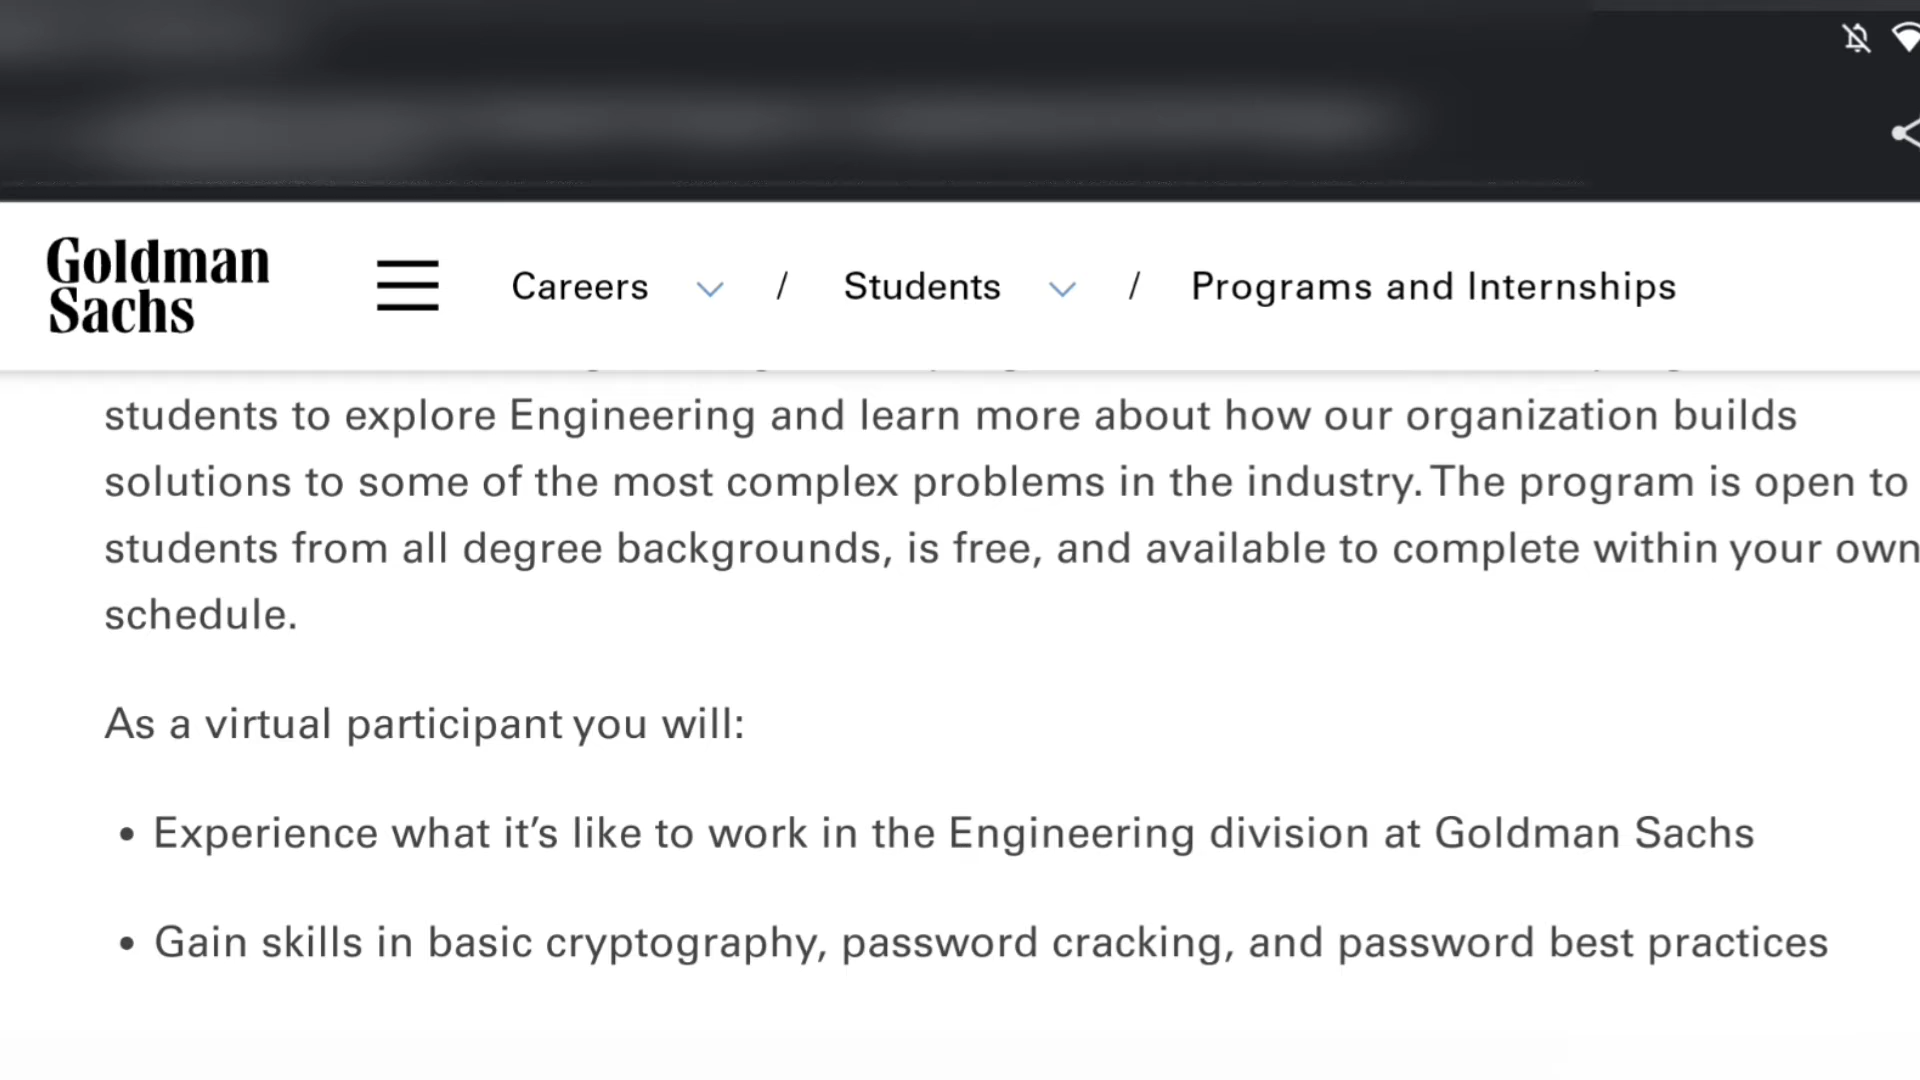 Goldman
Sachs
Careers / Students / Programs and Internships
students to explore Engineering and learn more about how our organization builds
solutions to some of the most complex problems in the industry. The program is open to
students from all degree backgrounds, is free, and available to complete within your own
schedule.
As a virtual participant you will:
• Experience what it’s like to work in the Engineering division at Goldman Sachs
• Gain skills in basic cryptography, password cracking, and password best practices